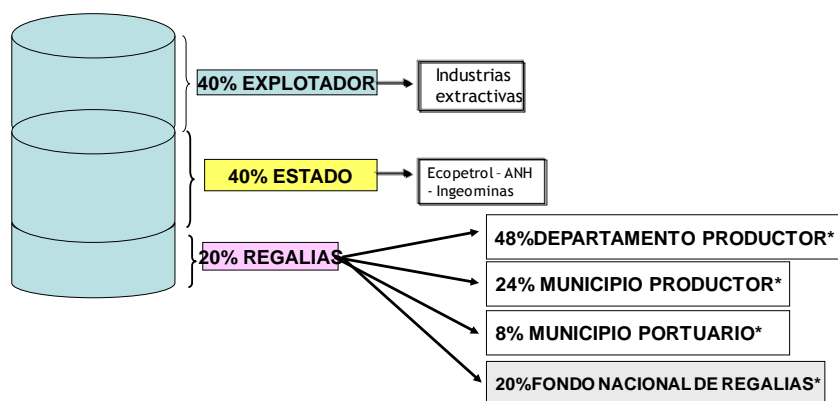 40% EXPLOTADOR
Industrias
extractivas
40% ESTADO
Ecopetrol - ANH
- Ingeominas
20% REGALIAS
48%DEPARTAMENTO PRODUCTOR*
24% MUNICIPIO PRODUCTOR*
8% MUNICIPIO PORTUARIO*
20%FONDO NACIONAL DE REGALIAS*